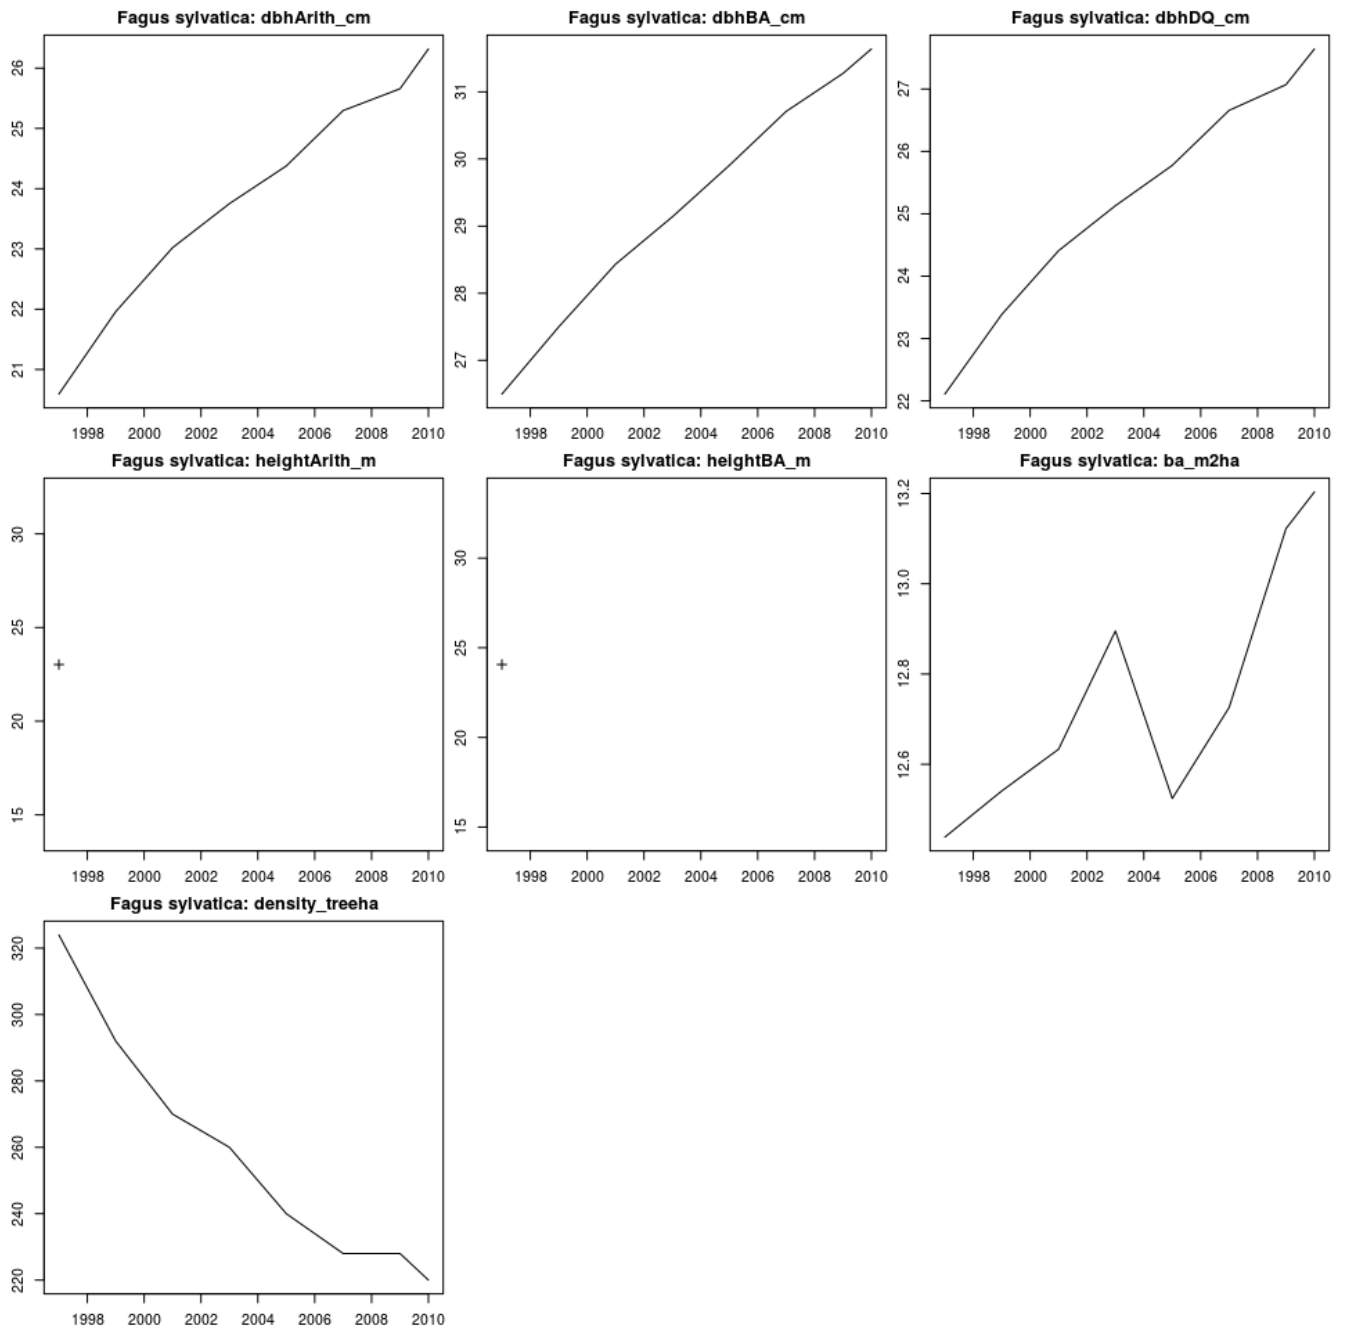 Fagus sylvatica: dbhArith_cm
26
25
24
23
22
21
1998 2000 2002 2004 2006 2008 2010
Fagus sylvatica: dbhBA_cm
31
30
29
28
27
1998 2000 2002 2004 2006 2008 2010
Fagus sylvatica: dbhDQ_cm
27
26
25
24
23
22
1998 2000 2002 2004 2006 2008 2010
Fagus sylvatica: heightArith_m
30
25
20
15
1998 2000 2002 2004 2006 2008 2010
Fagus sylvatica: heightBA_m
30
25
20
15
1998 2000 2002 2004 2006 2008 2010
Fagus sylvatica: ba_m2ha
13.2
13.0
12.8
12.6
1998 2000 2002 2004 2006 2008 2010
Fagus sylvatica: density_treeha
320
300
280
260
240
220
1998 2000 2002 2004 2006 2008 2010